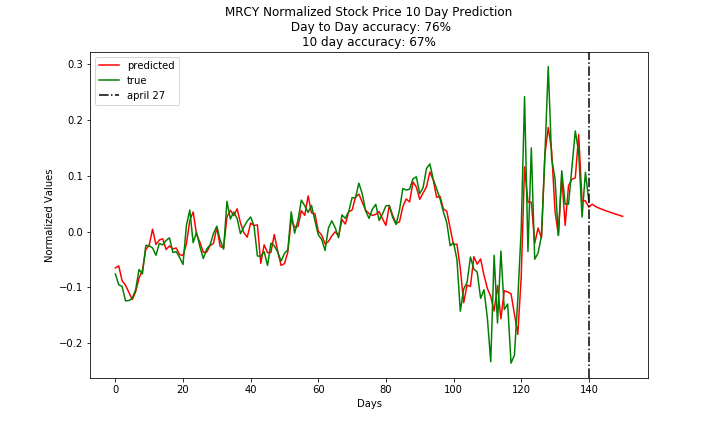 MRCY Normalized Stock Price 10 Day Prediction
Day to Day accuracy: 76%
10 day accuracy: 67%
predicted
true
april 27
Normalized Values
0.3
0.2
0.1
0.0
−0.1
−0.2
0
20
40
60
80
100
120
140
Days